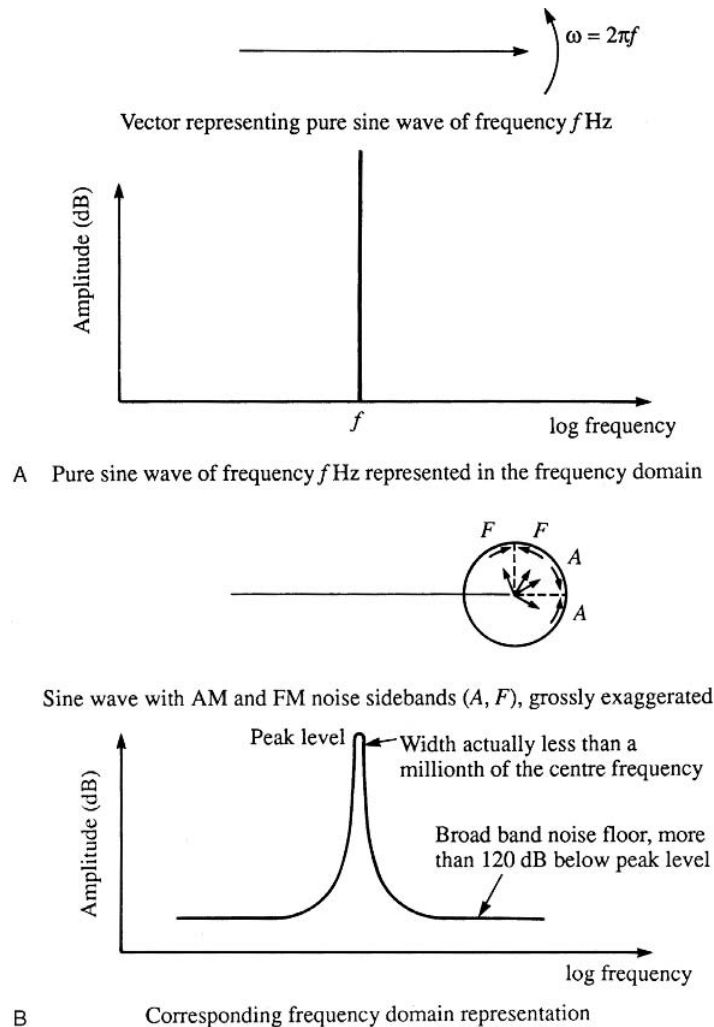 ω = 2πf
Vector representing pure sine wave of frequency f Hz
Amplitude (dB)
f
log frequency
A Pure sine wave of frequency f Hz represented in the frequency domain
F F
A
A
Sine wave with AM and FM noise sidebands (A, F), grossly exaggerated
Peak level
Width actually less than a
millionth of the centre frequency
Amplitude (dB)
Broad band noise floor, more
than 120 dB below peak level
log frequency
B Corresponding frequency domain representation